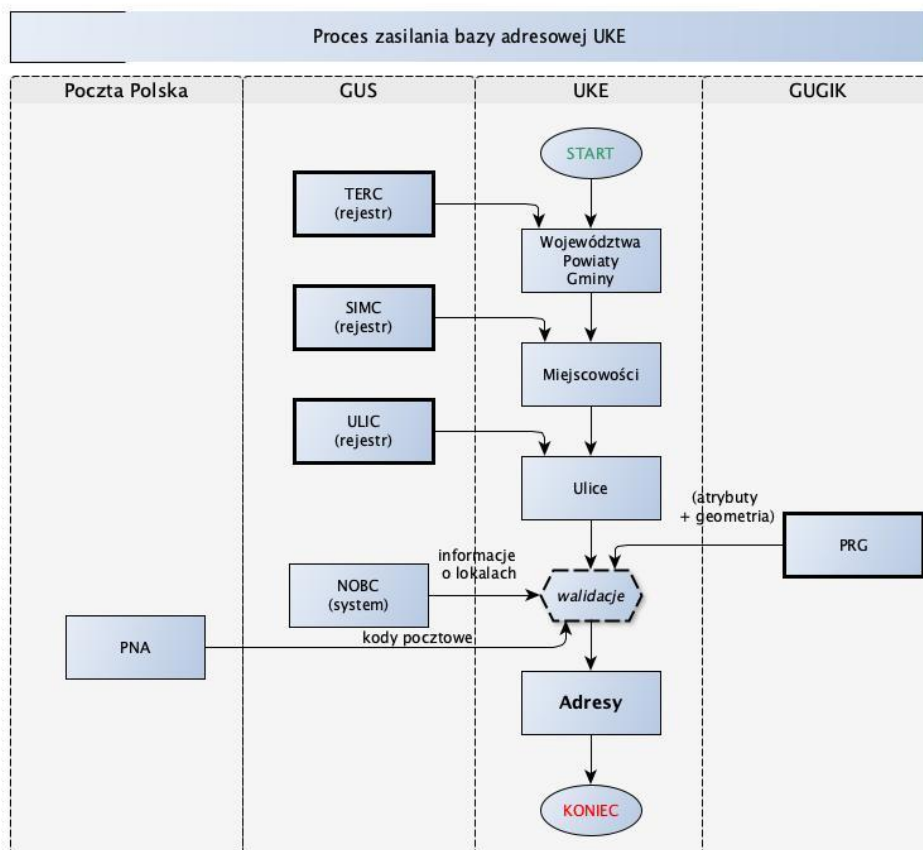 Proces zasilania bazy adresowej UKE
Poczta Polska
GUS
UKE
GUGIK
START
TERC
(rejestr)
Województwa
Powiaty
Gminy
SIMC
(rejestr)
Miejscowości
ULIC
(rejestr)
Ulice
(atrybuty
+ geometria)
PRG
informacje
o lokalach
NOBC
(system)
walidacje
kody pocztowe
PNA
Adresy
KONIEC